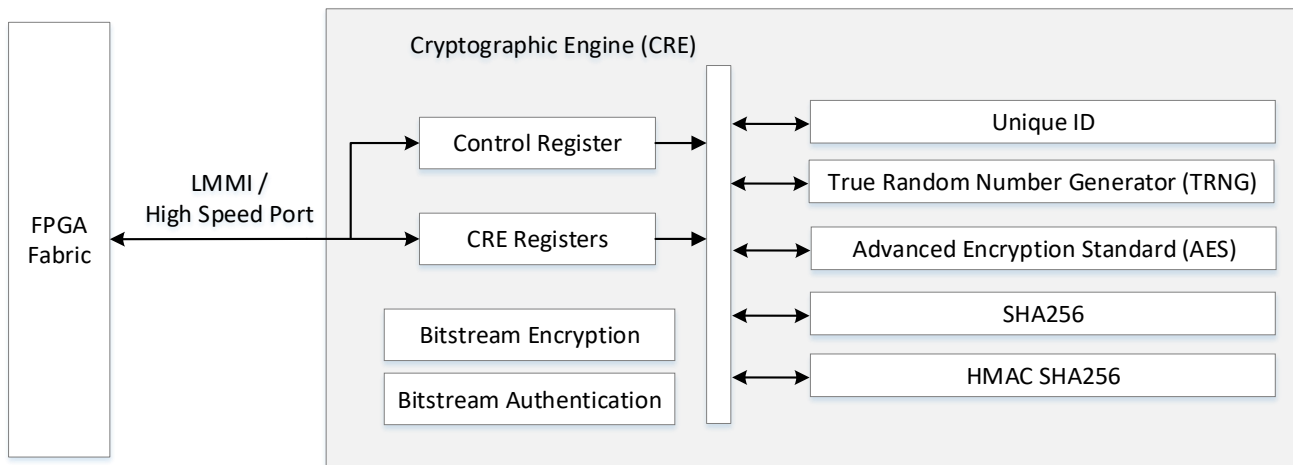 Cryptographic Engine (CRE)
FPGA
Fabric
LMMI /
High Speed Port
Control Register
CRE Registers
Bitstream Encryption
Bitstream Authentication
Unique ID
True Random Number Generator (TRNG)
Advanced Encryption Standard (AES)
SHA256
HMAC SHA256